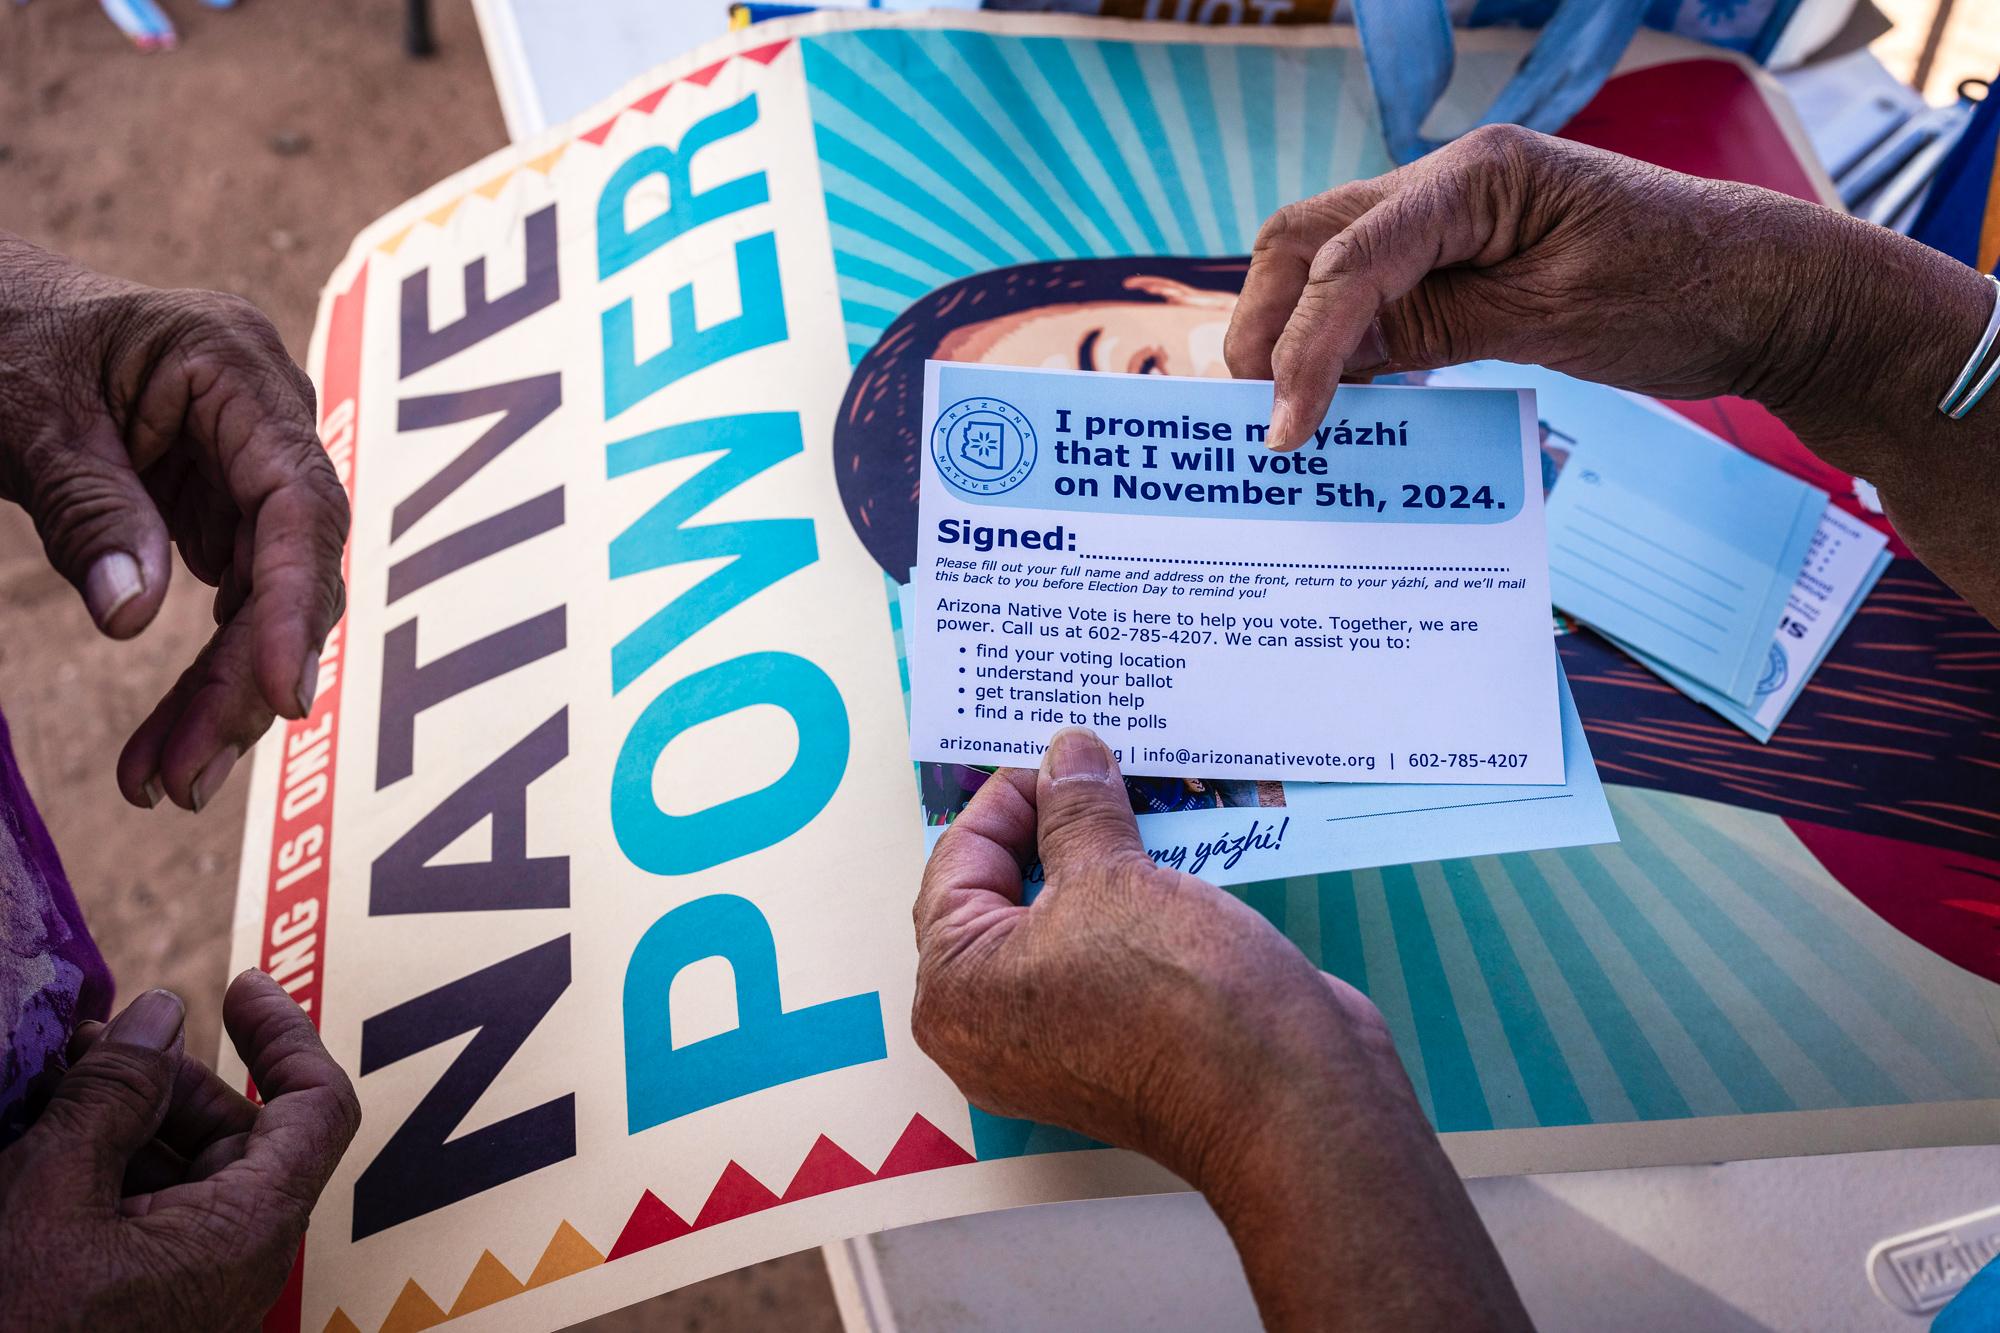 NATIVE
POWER
ING IS ONE
ARIZONA
NATIVE VOTE
I promise yázhí
that I will vote
on November 5th, 2024.
Signed:
Please fill out your full name and address on the front, return to your yázhí, and we'll mail
this back to you before Election Day to remind you!
Arizona Native Vote is here to help you vote. Together, we are
power. Call us at 602-785-4207. We can assist you to:
• find your voting location
• understand your ballot
• get translation help
• find a ride to the polls
| info@arizonanativevote.org | 602-785-4207
my yázhí!